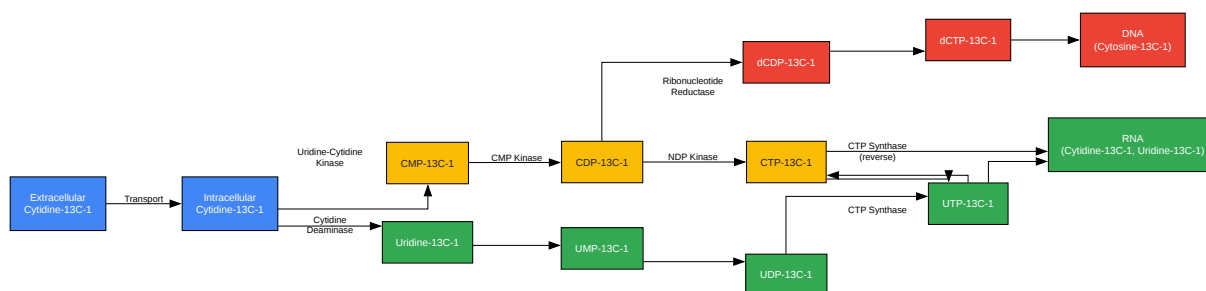 dCTP-13C-1
DNA
(Cytosine-13C-1)
dCDP-13C-1
Ribonucleotide
Reductase
Uridine-Cytidine
Kinase
CMP-13C-1
CMP Kinase
CDP-13C-1
NDP Kinase
CTP-13C-1
CTP Synthase
(reverse)
RNA
(Cytidine-13C-1, Uridine-13C-1)
Extracellular
Cytidine-13C-1
Transport
Intracellular
Cytidine-13C-1
Cytidine
Deaminase
Uridine-13C-1
UMP-13C-1
UDP-13C-1
CTP Synthase
UTP-13C-1